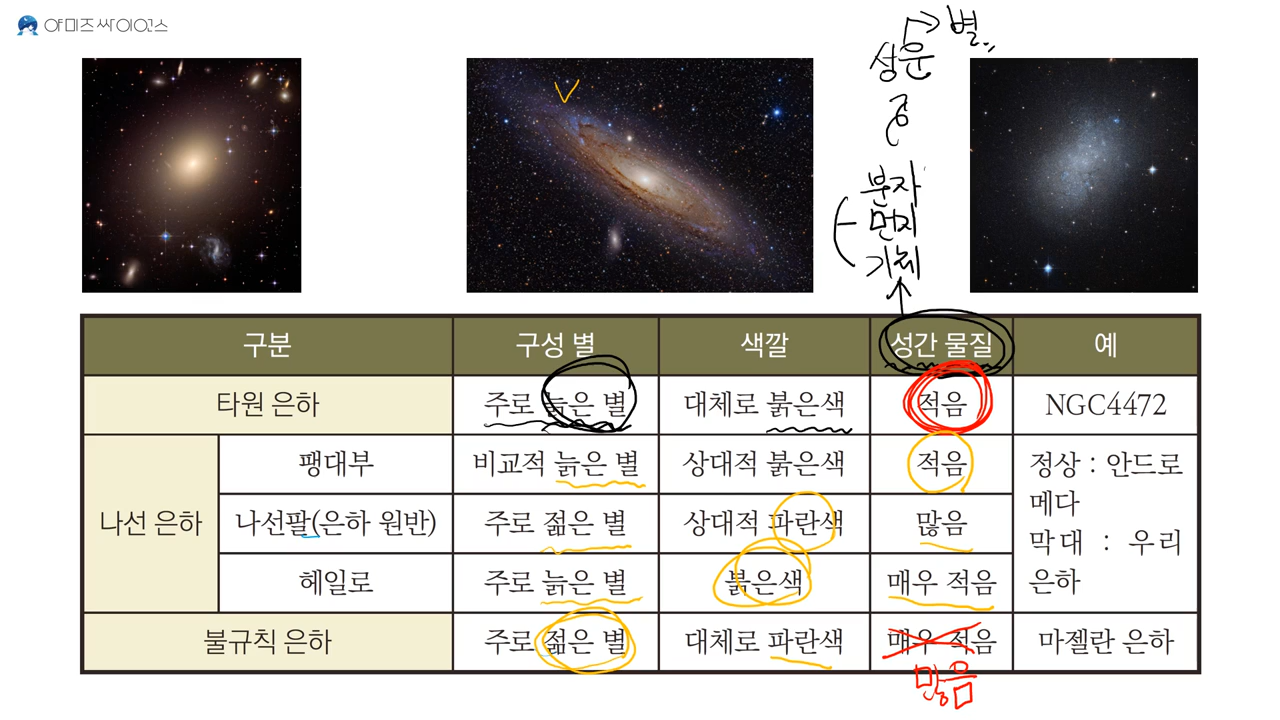 야미즈 싸이언스
별
성운
분자
먼지
기체
구분 구성 별 색깔 성간 물질 예
타원 은하 주로 늙은 별 대체로 붉은색 적음 NGC4472
나선 은하
팽대부 비교적 늙은 별 상대적 붉은색 적음
나선팔(은하 원반) 주로 젊은 별 상대적 파란색 많음
헤일로 주로 늙은 별 붉은색 매우 적음
정상 : 안드로
메다
막대 : 우리
은하
불규칙 은하 주로 젊은 별 대체로 파란색 매우 적음 마젤란 은하
많음